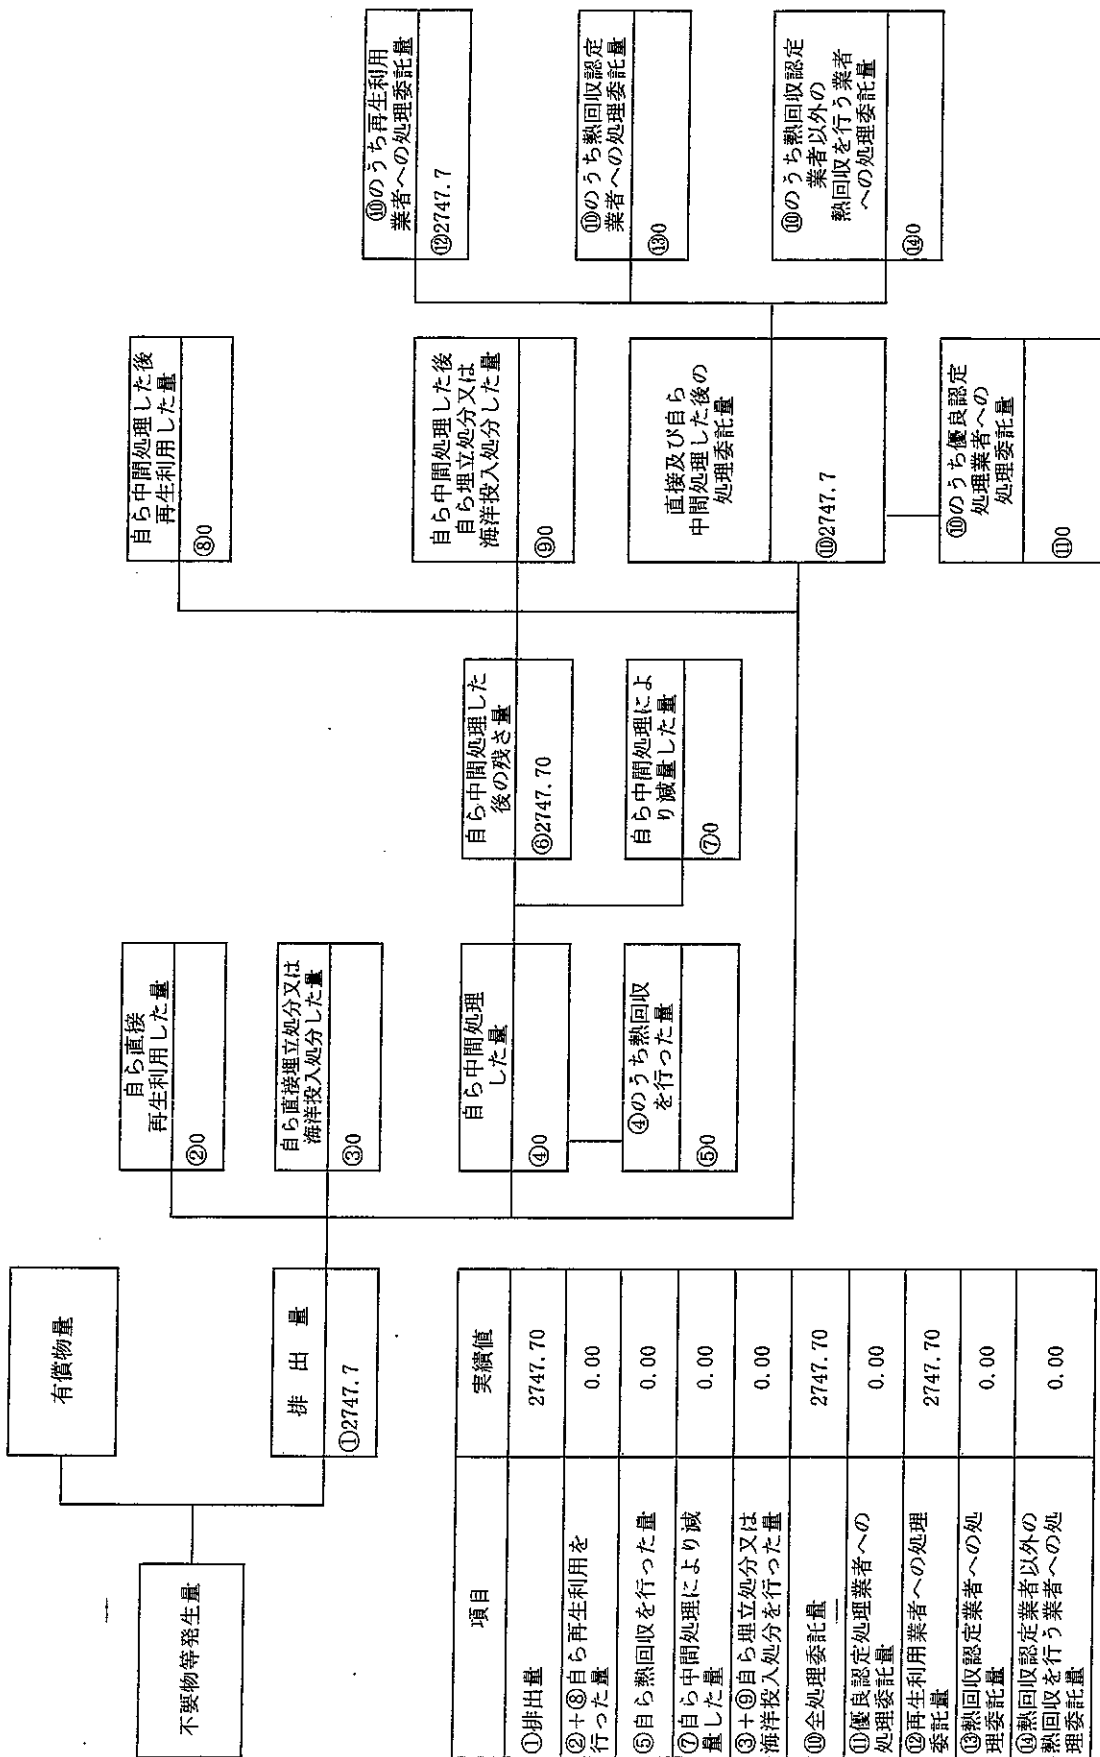 不要物等発生量
有償物量
排 出 量
①2747.7
自ら直接
再生利用した量
②0
自ら直接埋立処分又は
海洋投入処分した量
③0
自ら中間処理
した量
④0
④のうち熱回収
を行った量
⑤0
自ら中間処理した
後の残さ量
⑥2747.70
自ら中間処理によ
り減量した量
⑦0
自ら中間処理した後
再生利用した量
⑧0
自ら中間処理した後
自ら埋立処分又は
海洋投入処分した量
⑨0
直接及び自ら
中間処理した後の
処理委託量
⑩2747.7
⑩のうち優良認定
処理業者への
処理委託量
⑪0
⑩のうち再生利用
業者への処理委託量
⑫2747.7
⑩のうち熱回収認定
業者への処理委託量
⑬0
⑩のうち熱回収認定
業者以外の
熱回収を行う業者
への処理委託量
⑭0
項目 実績値
①排出量 2747.70
②+⑧自ら再生利用を
行った量 0.00
⑤自ら熱回収を行った量 0.00
⑦自ら中間処理により減
量した量 0.00
③+⑨自ら埋立処分又は
海洋投入処分を行った量 0.00
⑩全処理委託量 2747.70
⑪優良認定処理業者への
処理委託量 0.00
⑫再生利用業者への処理
委託量 2747.70
⑬熱回収認定業者への処
理委託量 0.00
⑭熱回収認定業者以外の
熱回収を行う業者への処
理委託量 0.00